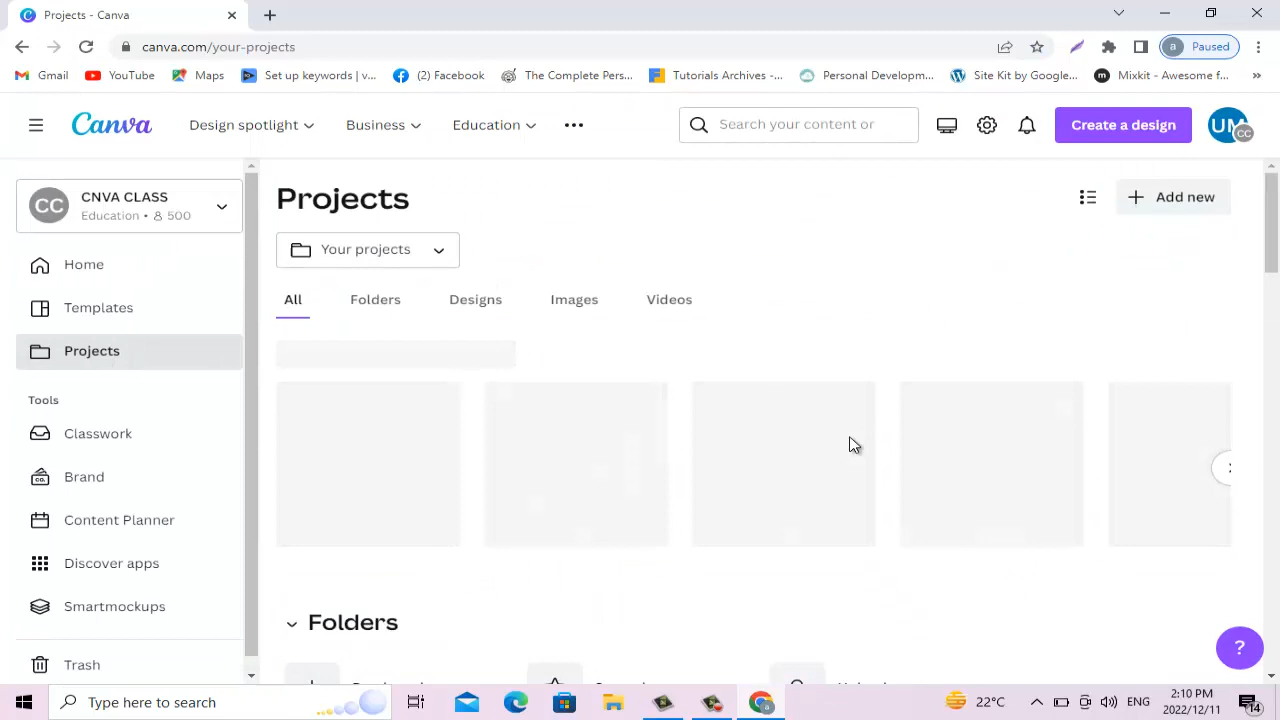 Projects - Canva
canva.com/your-projects
a Paused
Gmail YouTube Maps Set up keywords | v... (2) Facebook The Complete Pers... Tutorials Archives -... Personal Developm... Site Kit by Google... Mixkit - Awesome f... »
Canva Design spotlight Business Education Search your content or Create a design UM CC
CC CNVA CLASS
Education • 500
Home
Templates
Projects
Tools
Classwork
Brand
Content Planner
Discover apps
Smartmockups
Trash
Projects
Add new
Your projects
All Folders Designs Images Videos
Folders
?
Type here to search
22°C ENG 2:10 PM
2022/12/11
14